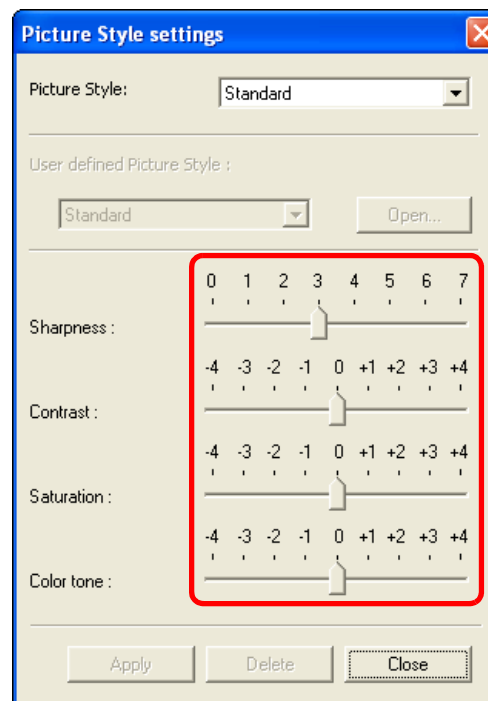 Picture Style settings
Picture Style: Standard
User defined Picture Style :
Standard Open...
0 1 2 3 4 5 6 7
Sharpness :
-4 -3 -2 -1 0 +1 +2 +3 +4
Contrast :
-4 -3 -2 -1 0 +1 +2 +3 +4
Saturation :
-4 -3 -2 -1 0 +1 +2 +3 +4
Color tone :
Apply Delete Close